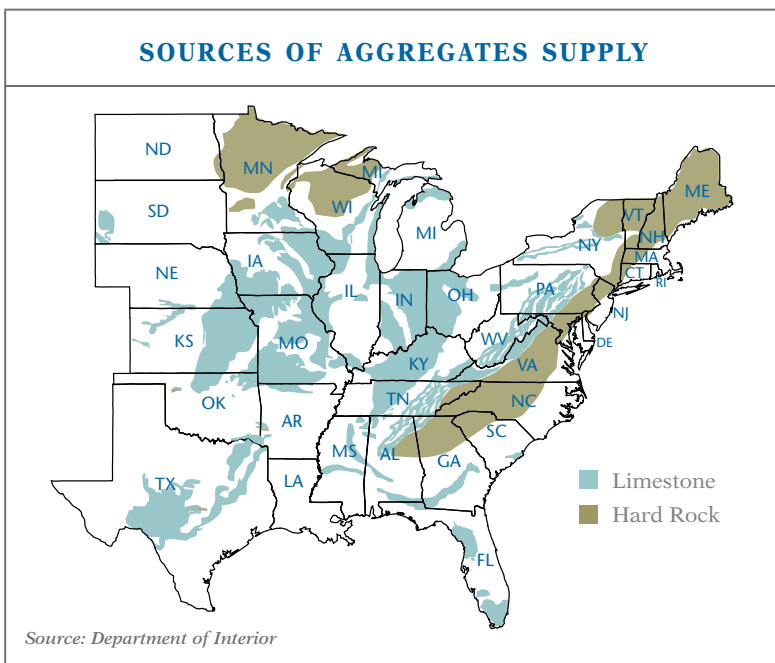 SOURCES OF AGGREGATES SUPPLY
ND
MN
MI
ME
SD
WI
VT
NH
MI
NY
MA
CT
RI
NE
IA
IL
IN
OH
PA
NJ
KS
MO
WV
DE
KY
VA
OK
TN
NC
AR
SC
MS
AL
GA
TX
LA
Limestone
Hard Rock
FL
Source: Department of Interior